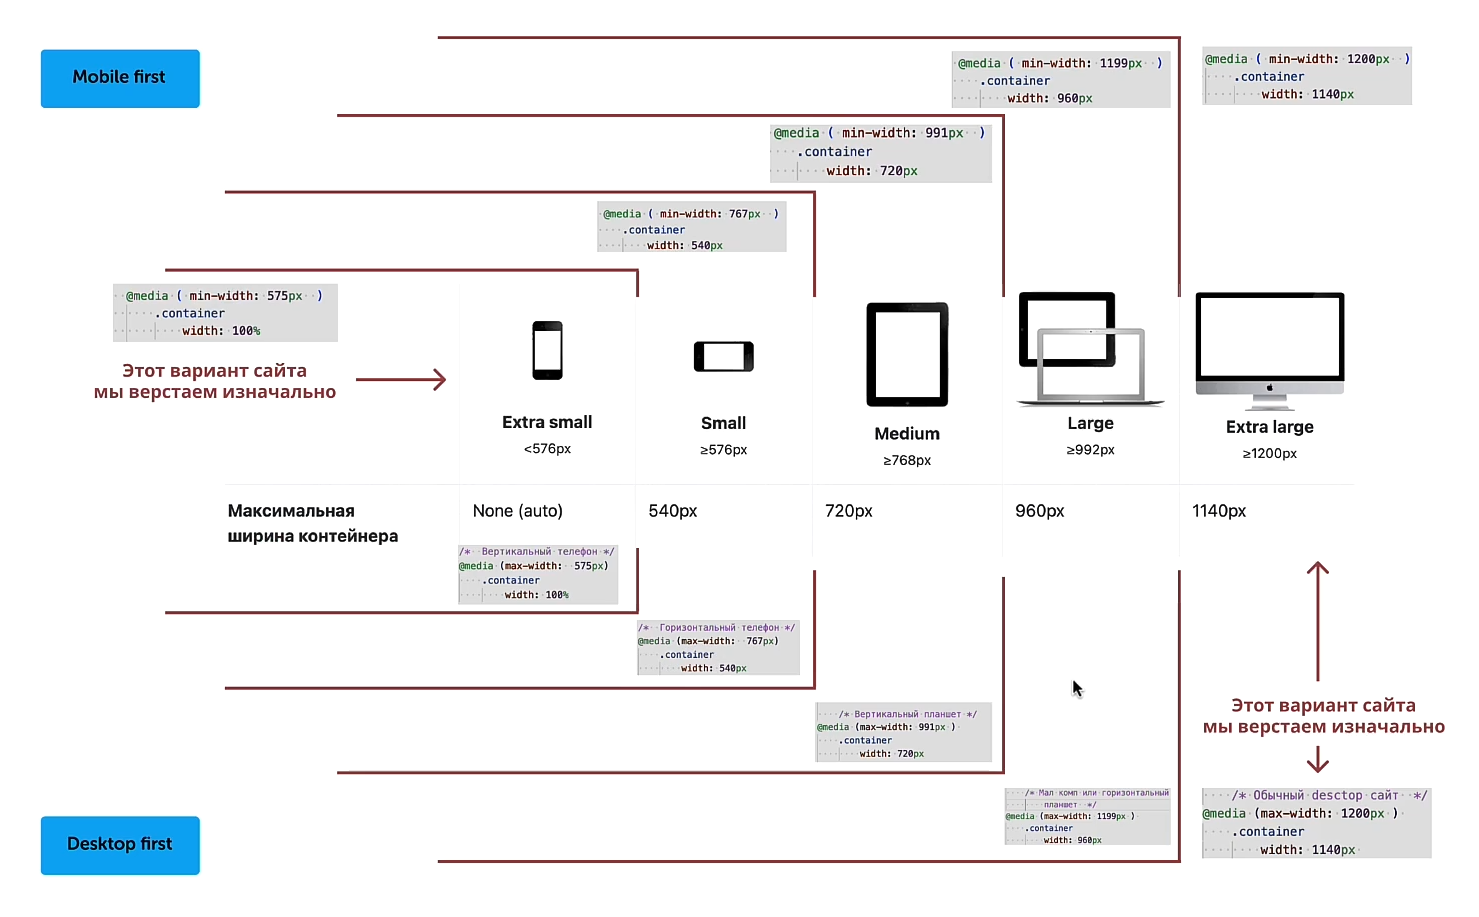 Mobile first
@media ( min-width: 1199px )
.container
width: 960px
@media ( min-width: 1200px )
.container
width: 1140px
@media ( min-width: 991px )
.container
width: 720px
@media ( min-width: 767px )
.container
width: 540px
@media ( min-width: 575px )
.container
width: 100%
Этот вариант сайта
мы верстаем изначально
Extra small
<576px
Small
≥576px
Medium
≥768px
Large
≥992px
Extra large
≥1200px
Максимальная
ширина контейнера
None (auto)
540px
720px
960px
1140px
/* Вертикальный телефон */
@media (max-width: 575px)
.container
width: 100%
/* Горизонтальный телефон */
@media (max-width: 767px)
.container
width: 540px
/* Вертикальный планшет */
@media (max-width: 991px )
.container
width: 720px
/* Мал комп или горизонтальный
планшет */
@media (max-width: 1199px )
.container
width: 960px
Этот вариант сайта
мы верстаем изначально
/* Обычный desctop сайт */
@media (max-width: 1200px )
.container
width: 1140px
Desktop first